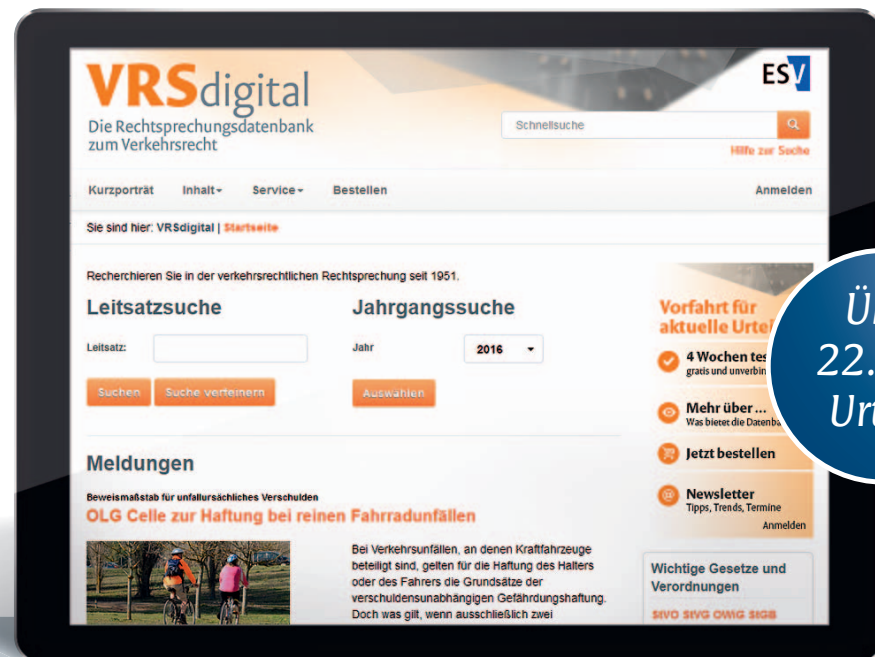 VRSdigital
Die Rechtsprechungsdatenbank
zum Verkehrsrecht
ESV
Schnellsuche
Hilfe zur Suche
Kurzporträt Inhalt Service Bestellen Anmelden
Sie sind hier: VRSdigital | Startseite
Recherchieren Sie in der verkehrsrechtlichen Rechtsprechung seit 1951.
Leitsatzsuche
Leitsatz:
Suchen Suche verfeinern
Jahrgangssuche
Jahr 2016
Auswählen
Meldungen
Beweismaßstab für unfallursächliches Verschulden
OLG Celle zur Haftung bei reinen Fahrradunfällen
Bei Verkehrsunfällen, an denen Kraftfahrzeuge
beteiligt sind, gelten für die Haftung des Halters
oder des Fahrers die Grundsätze der
verschuldensunabhängigen Gefährdungshaftung.
Doch was gilt, wenn ausschließlich zwei
Vorfahrt für
aktuelle
4 Wochen
gratis und
Mehr über ...
Was bietet die
Jetzt bestellen
Newsletter
Tipps, Trends, Termine
Anmelden
Wichtige Gesetze und
Verordnungen
StVO StVG OWiG StGB
22.